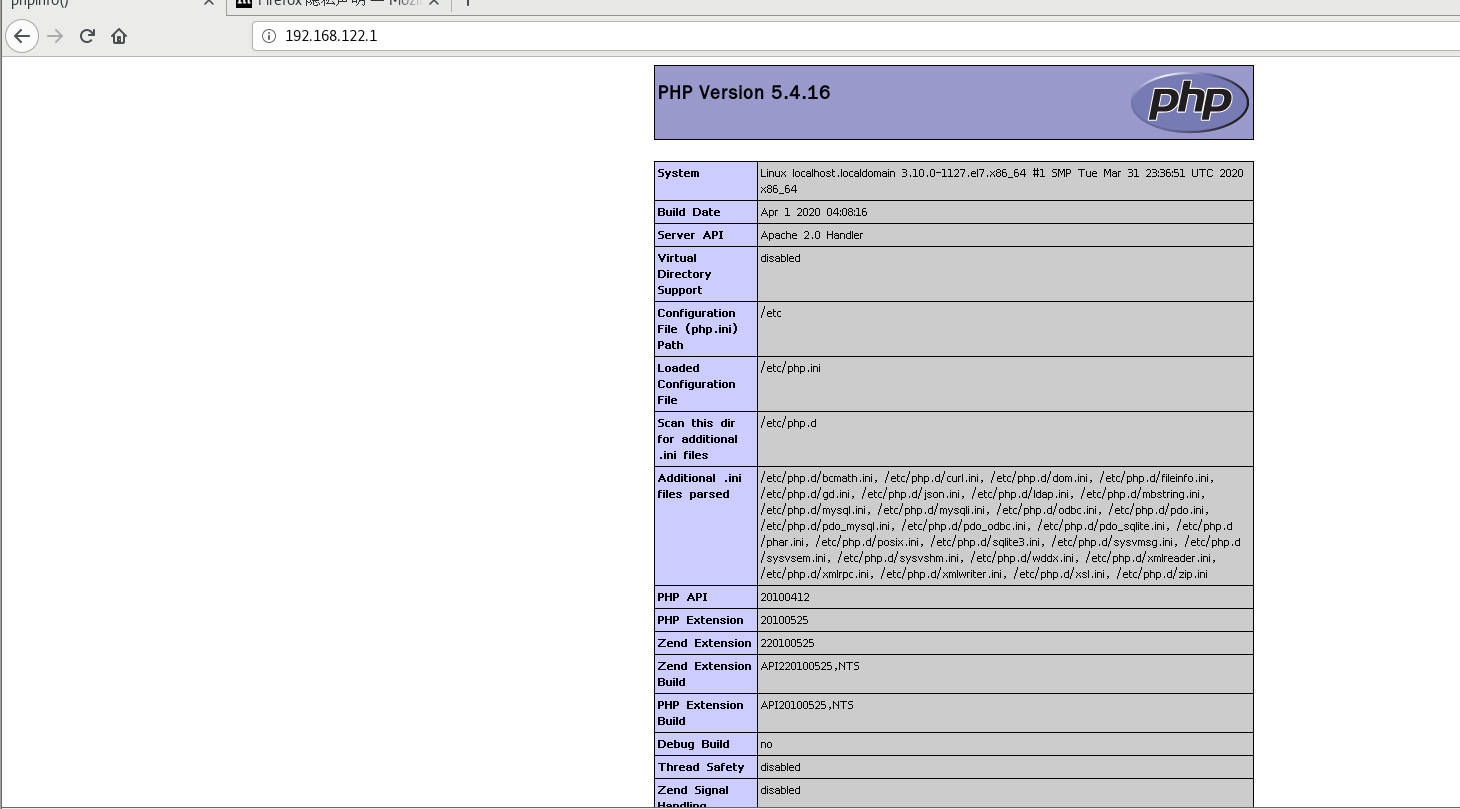 phpinfo()
Firefox 隐私声明 — Mozil
192.168.122.1
PHP Version 5.4.16
php
System
Linux localhost.localdomain 3.10.0-1127.el7.x86_64 #1 SMP Tue Mar 31 23:36:51 UTC 2020
x86_64
Build Date
Apr 1 2020 04:08:16
Server API
Apache 2.0 Handler
Virtual
Directory
Support
disabled
Configuration
File (php.ini)
Path
/etc
Loaded
Configuration
File
/etc/php.ini
Scan this dir
for additional
.ini files
/etc/php.d
Additional .ini
files parsed
/etc/php.d/bcmath.ini, /etc/php.d/curl.ini, /etc/php.d/dom.ini, /etc/php.d/fileinfo.ini,
/etc/php.d/gd.ini, /etc/php.d/json.ini, /etc/php.d/ldap.ini, /etc/php.d/mbstring.ini,
/etc/php.d/mysql.ini, /etc/php.d/mysqli.ini, /etc/php.d/odbc.ini, /etc/php.d/pdo.ini,
/etc/php.d/pdo_mysql.ini, /etc/php.d/pdo_odbc.ini, /etc/php.d/pdo_sqlite.ini, /etc/php.d
/phar.ini, /etc/php.d/posix.ini, /etc/php.d/sqlite3.ini, /etc/php.d/sysvmsg.ini, /etc/php.d
/sysvsem.ini, /etc/php.d/sysvshm.ini, /etc/php.d/wddx.ini, /etc/php.d/xmlreader.ini,
/etc/php.d/xmlrpc.ini, /etc/php.d/xmlwriter.ini, /etc/php.d/xsl.ini, /etc/php.d/zip.ini
PHP API
20100412
PHP Extension
20100525
Zend Extension
220100525
Zend Extension
Build
API220100525,NTS
PHP Extension
Build
API20100525,NTS
Debug Build
no
Thread Safety
disabled
Zend Signal
Handling
disabled